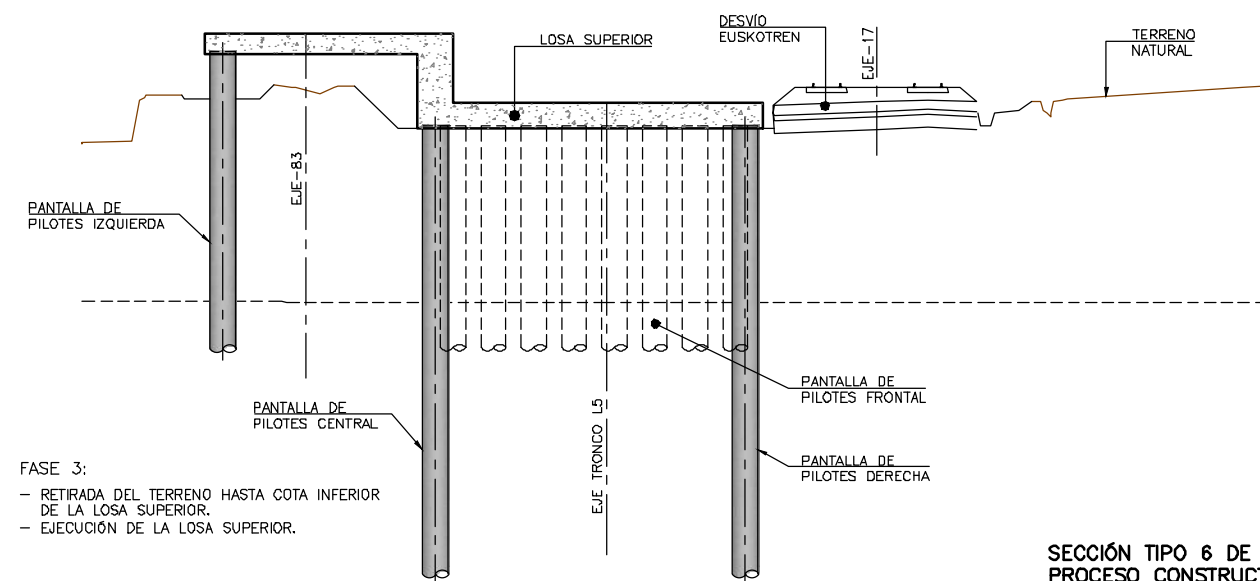 DESVÍO
EUSKOTREN
EJE-17
LOSA SUPERIOR
TERRENO
NATURAL
EJE-83
PANTALLA DE
PILOTES IZQUIERDA
PANTALLA DE
PILOTES FRONTAL
PANTALLA DE
PILOTES CENTRAL
EJE TRONCO L5
PANTALLA DE
PILOTES DERECHA
FASE 3:
- RETIRADA DEL TERRENO HASTA COTA INFERIOR
DE LA LOSA SUPERIOR.
- EJECUCIÓN DE LA LOSA SUPERIOR.
SECCIÓN TIPO 6 DE
PROCESO CONSTRUCT